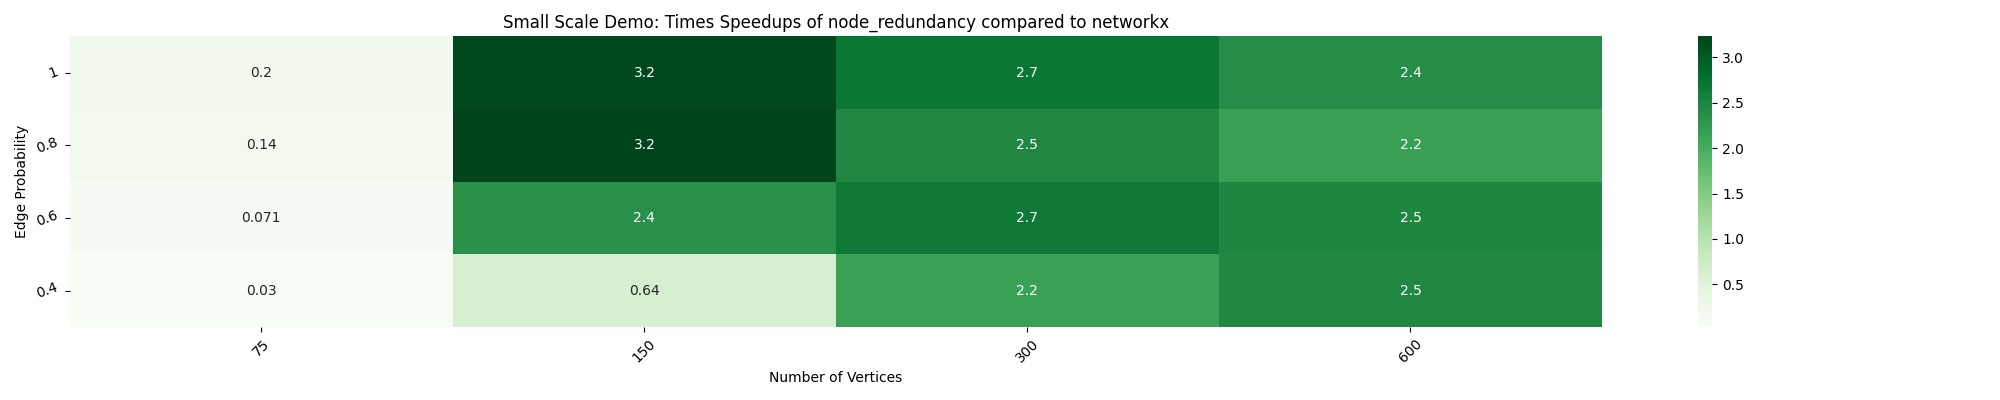 Small Scale Demo: Times Speedups of node_redundancy compared to networkx
Edge Probability
1 0.2 3.2 2.7 2.4
0.8 0.14 3.2 2.5 2.2
0.6 0.071 2.4 2.7 2.5
0.4 0.03 0.64 2.2 2.5
75 150 300 600
Number of Vertices
3.0
2.5
2.0
1.5
1.0
0.5